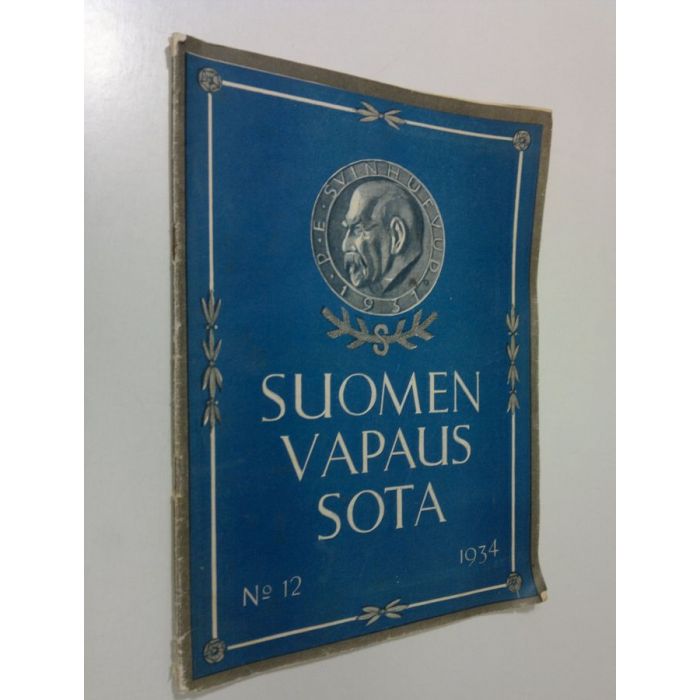 P·E·SVINHUFVUD·
·1931·
S
SUOMEN
VAPAUS
SOTA
No 12
1934